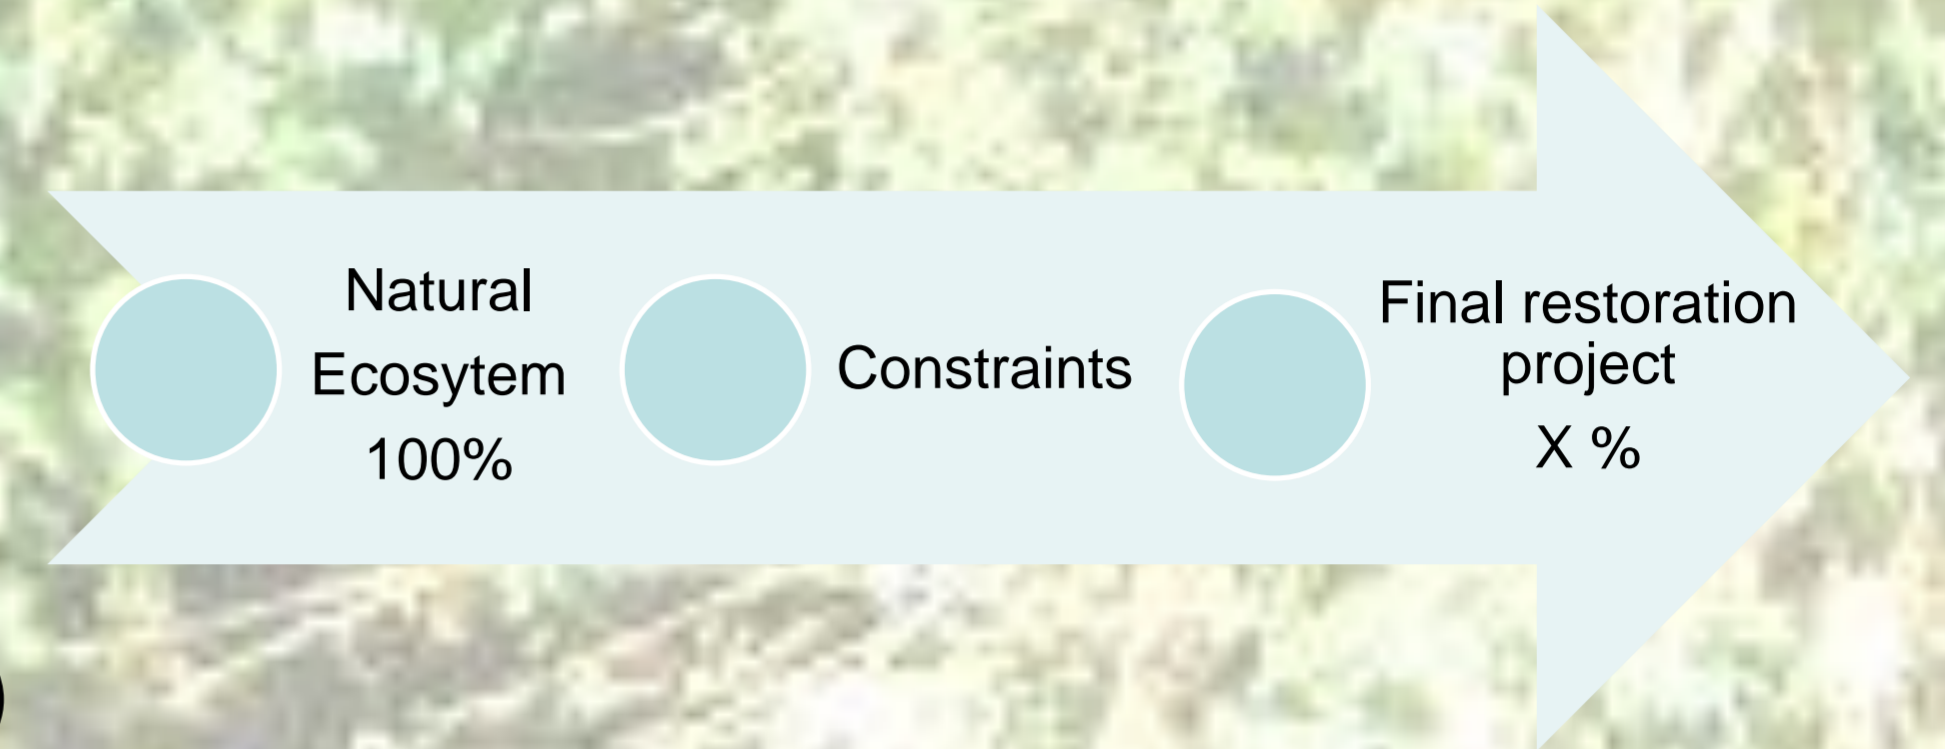 Natural
Ecosytem
100%
Constraints
Final restoration
project
X %